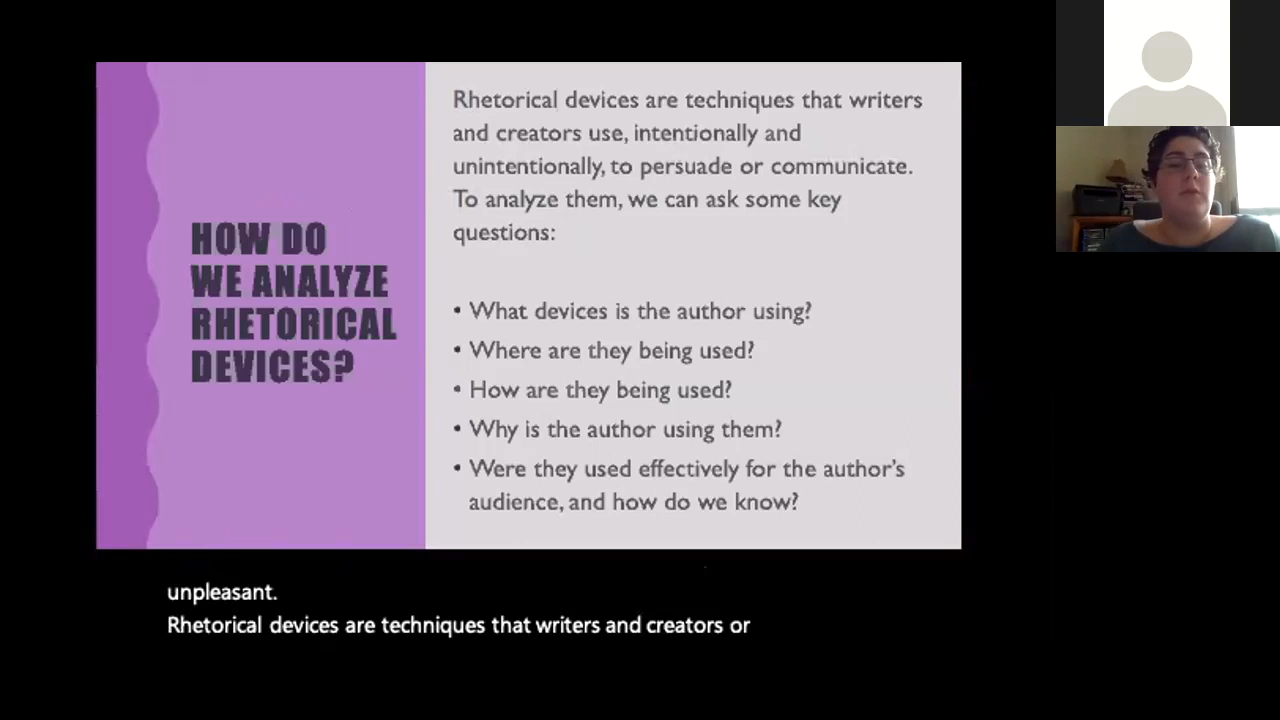 HOW DO
WE ANALYZE
RHETORICAL
DEVICES?
Rhetorical devices are techniques that writers
and creators use, intentionally and
unintentionally, to persuade or communicate.
To analyze them, we can ask some key
questions:
• What devices is the author using?
• Where are they being used?
• How are they being used?
• Why is the author using them?
• Were they used effectively for the author's
audience, and how do we know?
unpleasant.
Rhetorical devices are techniques that writers and creators or